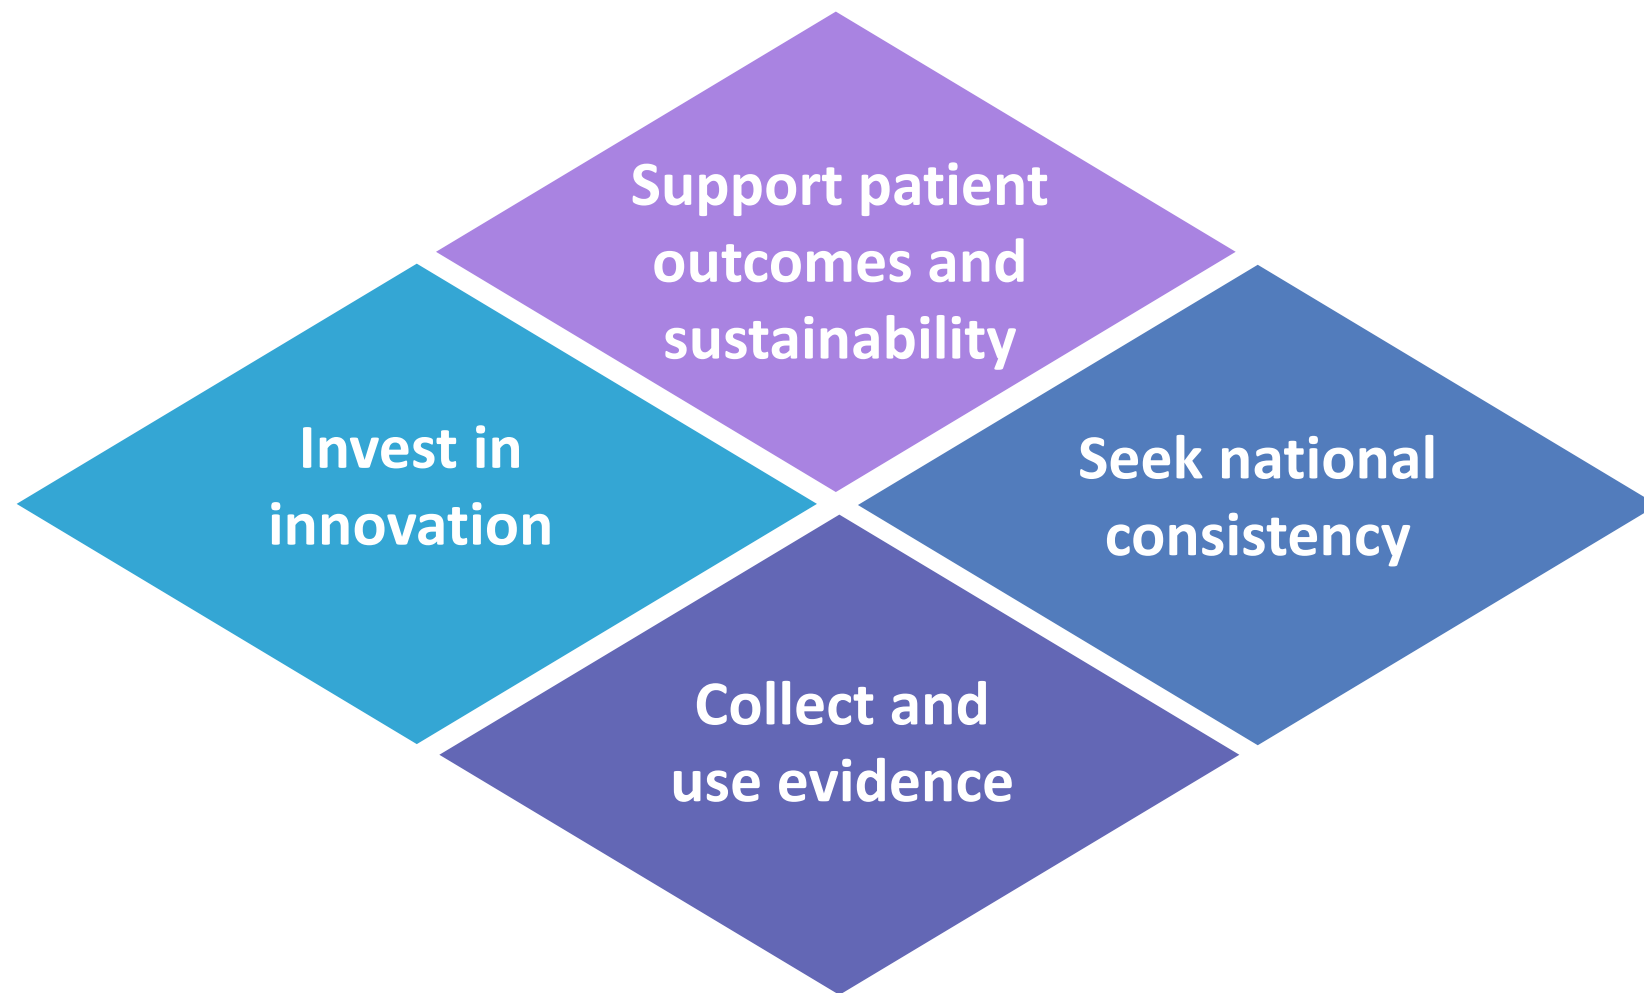 Support patient
outcomes and
sustainability
Invest in
innovation
Seek national
consistency
Collect and
use evidence